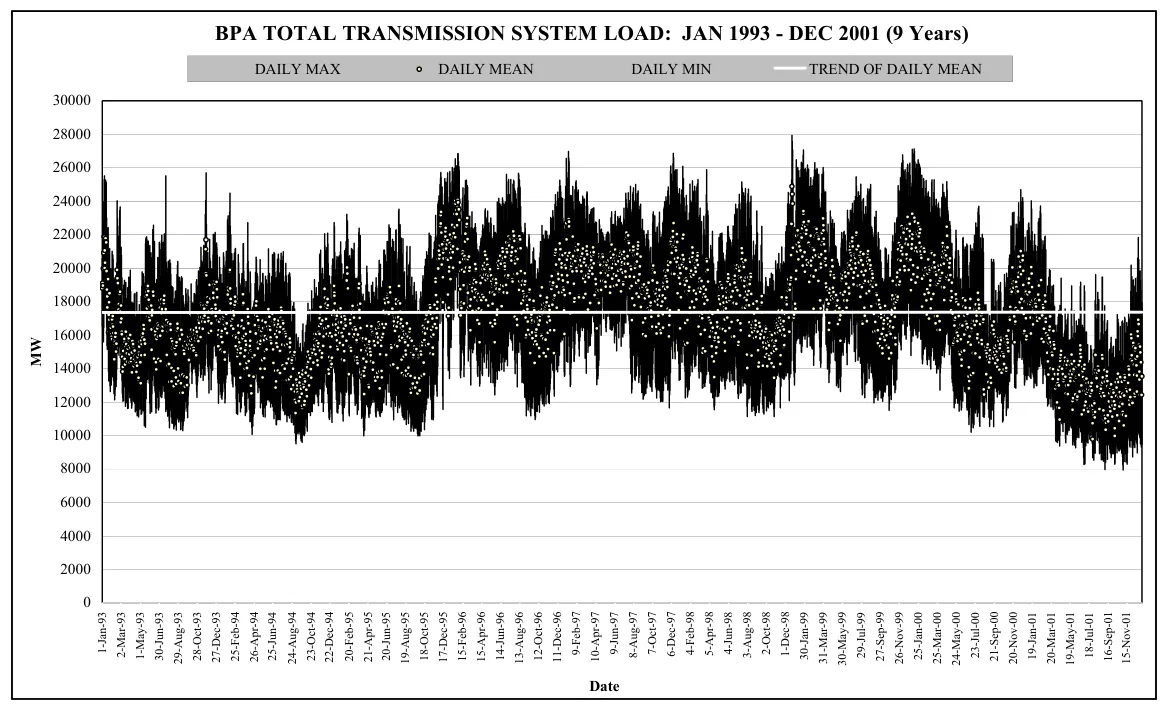 BPA TOTAL TRANSMISSION SYSTEM LOAD: JAN 1993 - DEC 2001 (9 Years)
DAILY MAX DAILY MEAN DAILY MIN TREND OF DAILY MEAN
30000
28000
26000
24000
22000
20000
18000
16000
14000
12000
10000
8000
6000
4000
2000
0
MW
1-Jan-93
2-Mar-93
1-May-93
30-Jun-93
29-Aug-93
28-Oct-93
27-Dec-93
25-Feb-94
26-Apr-94
25-Jun-94
24-Aug-94
23-Oct-94
22-Dec-94
20-Feb-95
21-Apr-95
20-Jun-95
19-Aug-95
18-Oct-95
17-Dec-95
15-Feb-96
15-Apr-96
14-Jun-96
13-Aug-96
12-Oct-96
11-Dec-96
9-Feb-97
10-Apr-97
9-Jun-97
8-Aug-97
7-Oct-97
6-Dec-97
4-Feb-98
5-Apr-98
4-Jun-98
3-Aug-98
2-Oct-98
1-Dec-98
30-Jan-99
31-Mar-99
30-May-99
29-Jul-99
27-Sep-99
26-Nov-99
25-Jan-00
25-Mar-00
24-May-00
23-Jul-00
21-Sep-00
20-Nov-00
19-Jan-01
20-Mar-01
19-May-01
18-Jul-01
16-Sep-01
15-Nov-01
Date